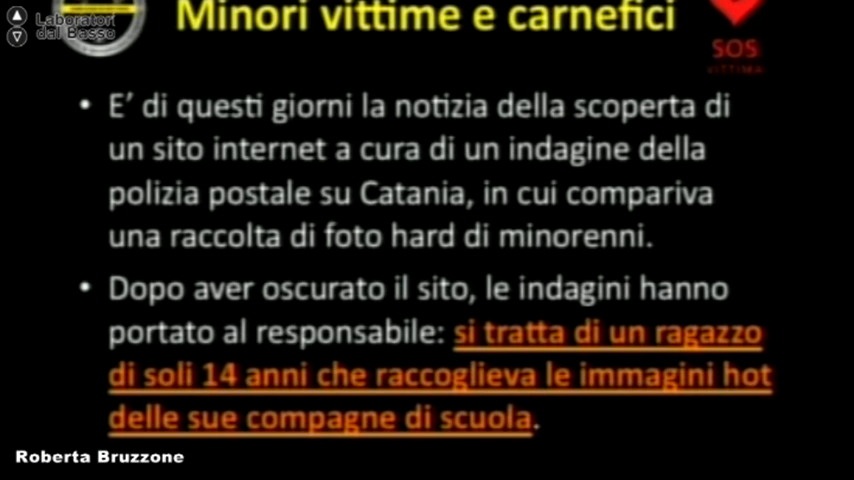 Laboratori
dal Basso
Minori vittime e carnefici
SOS
VITTIMA
• E' di questi giorni la notizia della scoperta di
un sito internet a cura di un indagine della
polizia postale su Catania, in cui compariva
una raccolta di foto hard di minorenni.
• Dopo aver oscurato il sito, le indagini hanno
portato al responsabile: si tratta di un ragazzo
di soli 14 anni che raccoglieva le immagini hot
delle sue compagne di scuola.
Roberta Bruzzone